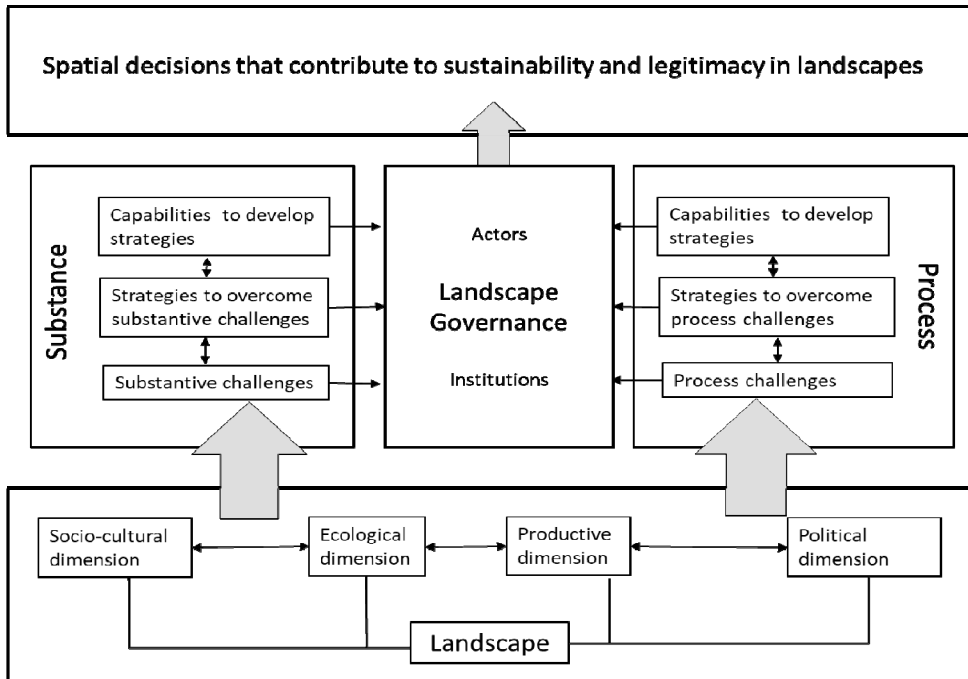 Spatial decisions that contribute to sustainability and legitimacy in landscapes
Substance
Capabilities to develop
strategies
Strategies to overcome
substantive challenges
Substantive challenges
Actors
Landscape
Governance
Institutions
Capabilities to develop
strategies
Strategies to overcome
process challenges
Process challenges
Process
Socio-cultural
dimension
Ecological
dimension
Productive
dimension
Political
dimension
Landscape